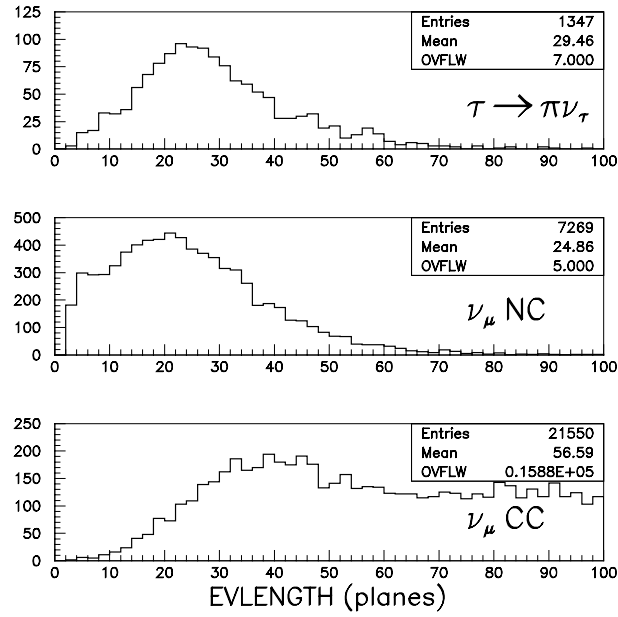 125
100
75
50
25
0
Entries 1347
Mean 29.46
OVFLW 7.000
τ → πν_τ
0 10 20 30 40 50 60 70 80 90 100
500
400
300
200
100
0
Entries 7269
Mean 24.86
OVFLW 5.000
ν_μ NC
0 10 20 30 40 50 60 70 80 90 100
250
200
150
100
50
0
Entries 21550
Mean 56.59
OVFLW 0.1588E+05
ν_μ CC
0 10 20 30 40 50 60 70 80 90 100
EVLENGTH (planes)